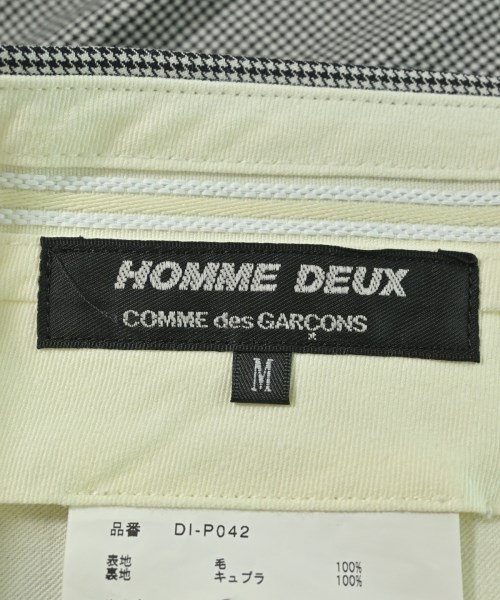 HOMME DEUX
COMME des GARÇONS
M
品番 DI-P042
表地 毛 100%
裏地 キュプラ 100%